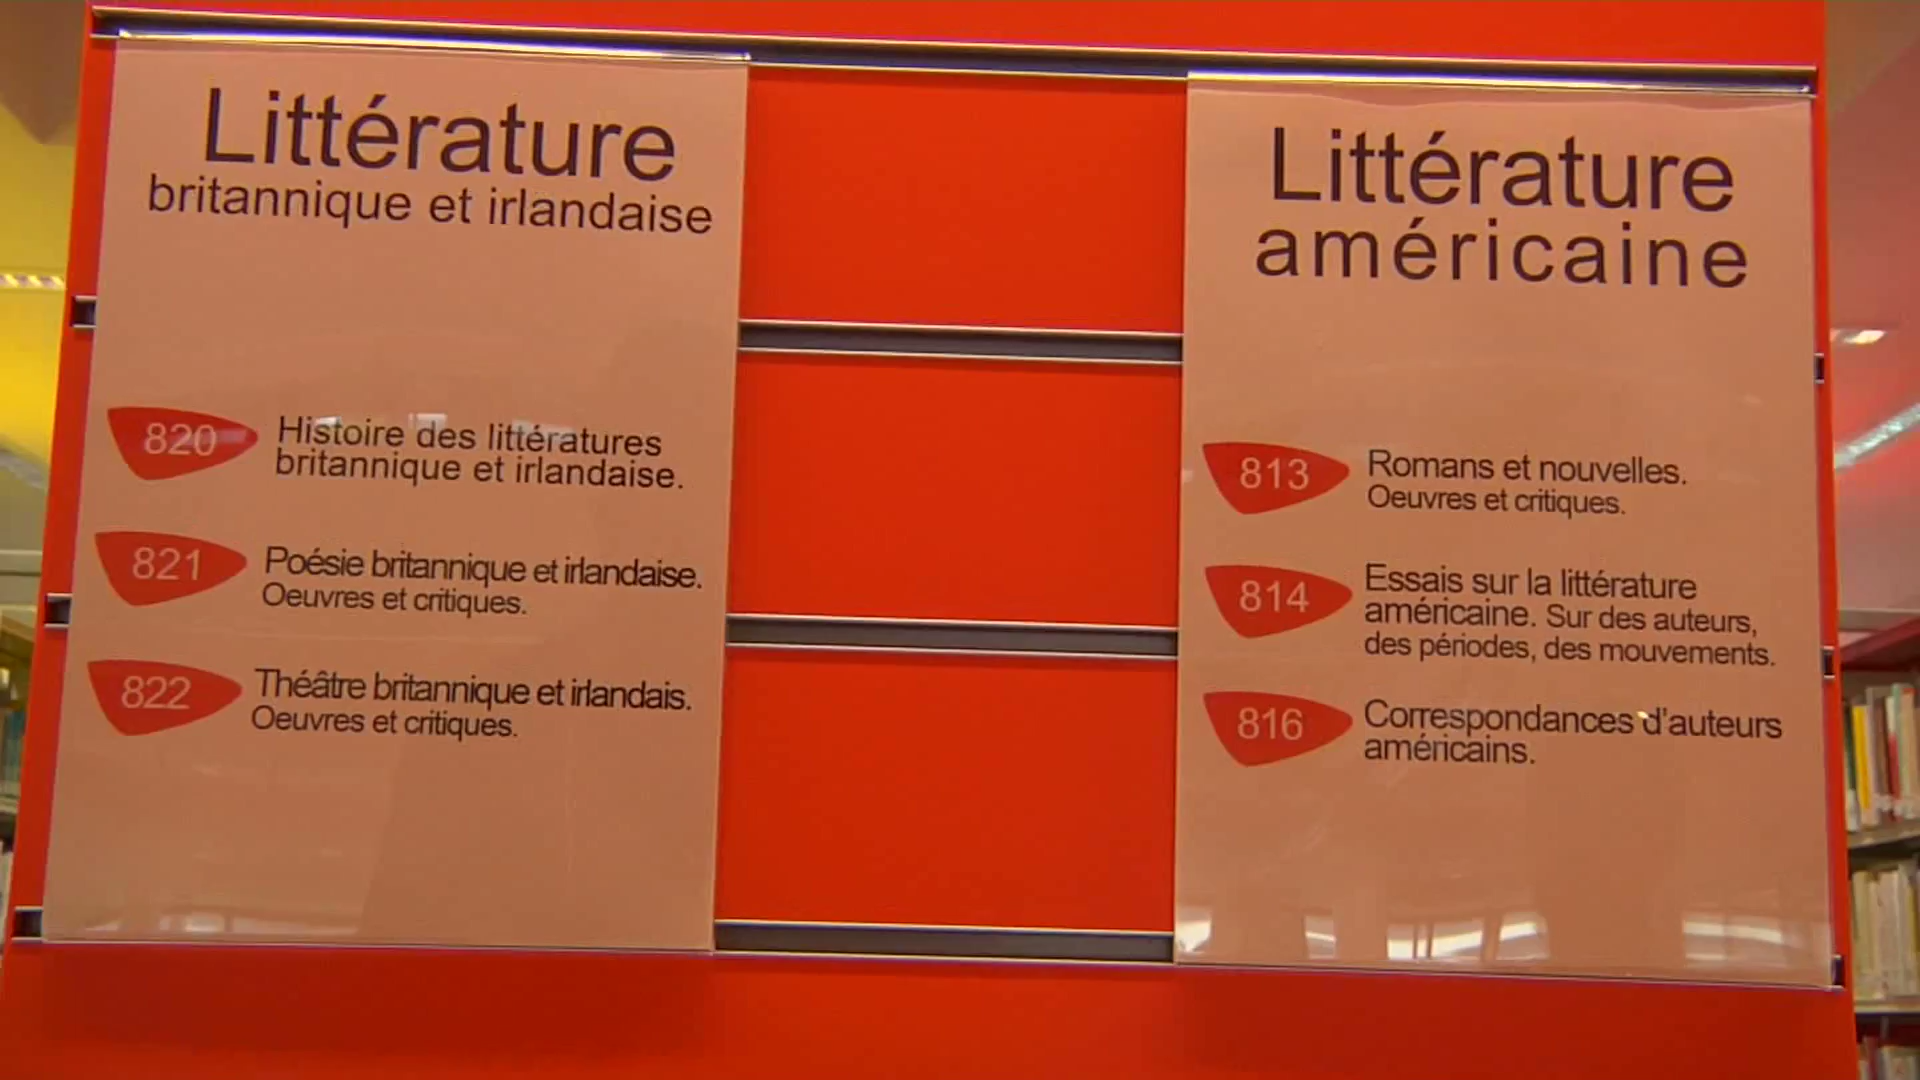 Littérature
britannique et irlandaise
820
Histoire des littératures
britannique et irlandaise.
821
Poésie britannique et irlandaise.
Oeuvres et critiques.
822
Théâtre britannique et irlandais.
Oeuvres et critiques.
Littérature
américaine
813
Romans et nouvelles.
Oeuvres et critiques.
814
Essais sur la littérature
américaine. Sur des auteurs,
des périodes, des mouvements.
816
Correspondances d'auteurs
américains.